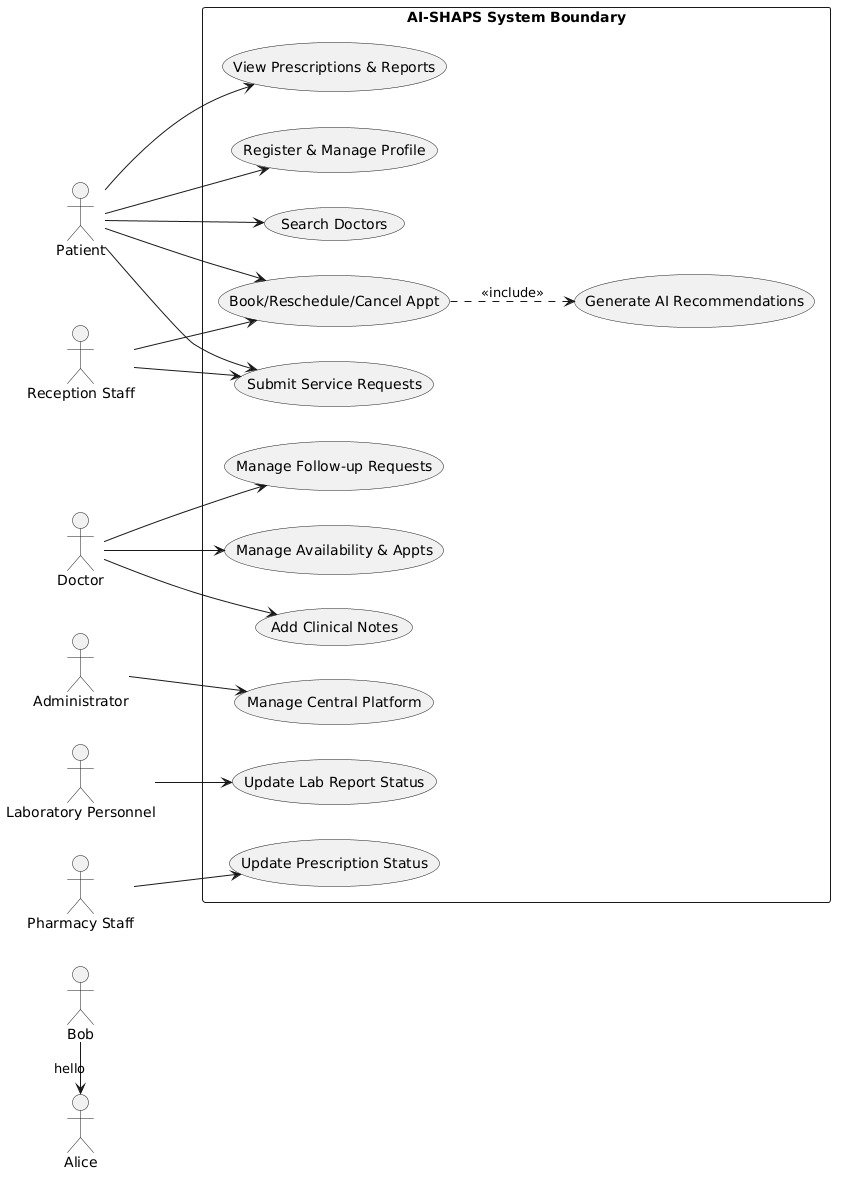 AI-SHAPS System Boundary
View Prescriptions & Reports
Register & Manage Profile
Search Doctors
Patient
Book/Reschedule/Cancel Appt
«include»
Generate AI Recommendations
Submit Service Requests
Reception Staff
Manage Follow-up Requests
Manage Availability & Appts
Doctor
Add Clinical Notes
Administrator
Manage Central Platform
Update Lab Report Status
Laboratory Personnel
Update Prescription Status
Pharmacy Staff
Bob
hello
Alice